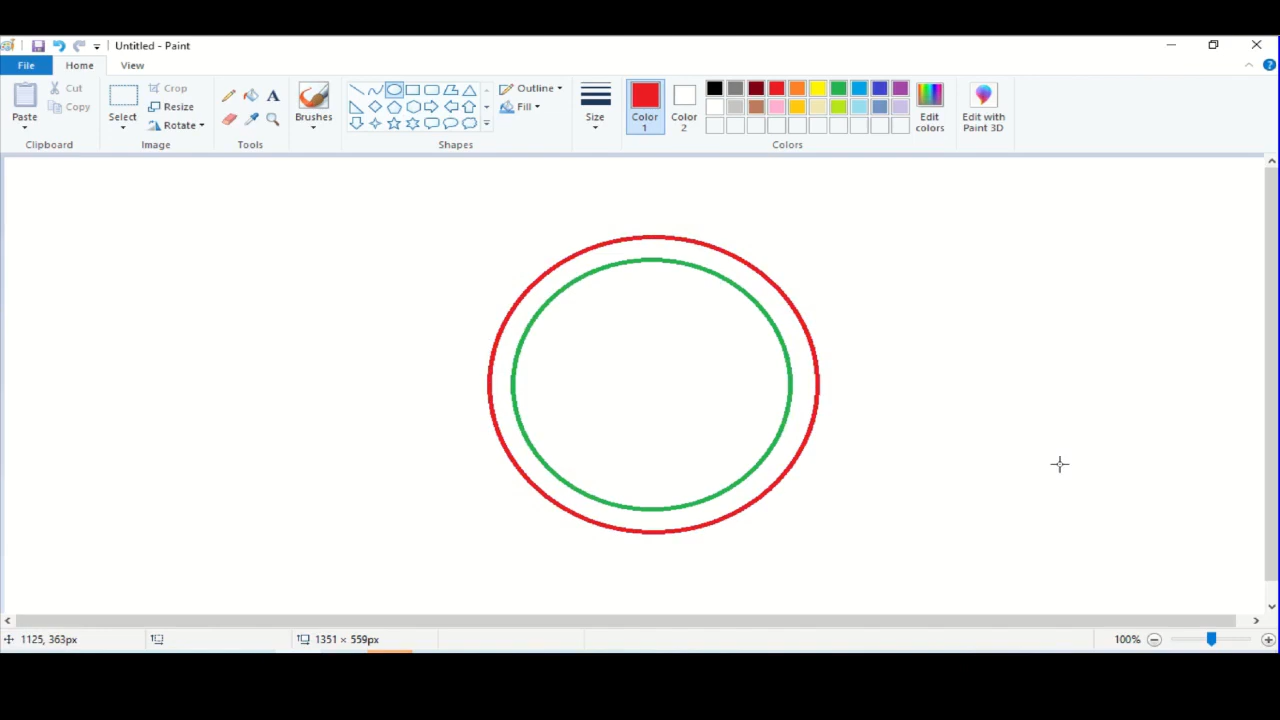 Untitled - Paint
File Home View
Paste
Cut
Copy
Clipboard
Select
Crop
Resize
Rotate
Image
A
Tools
Brushes
Outline
Fill
Shapes
Size
Color 1
Color 2
Edit colors
Colors
Edit with Paint 3D
1125, 363px
1351 × 559px
100%